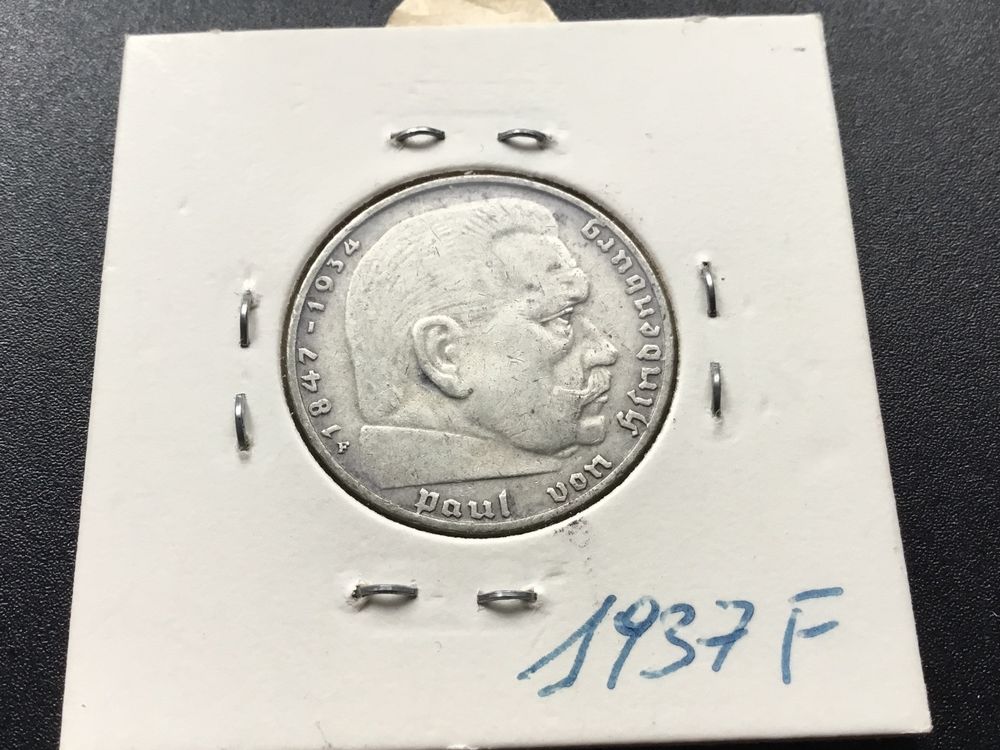 1847-1934
F
Paul von Hindenburg
1937 F